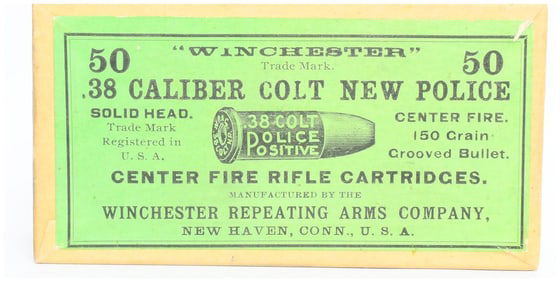 50 "WINCHESTER" 50
Trade Mark.
.38 CALIBER COLT NEW POLICE
SOLID HEAD.
Trade Mark
Registered in
U. S. A.
.38-COLT
POLICE
POSITIVE
CENTER FIRE.
150 Grain
Grooved Bullet.
CENTER FIRE RIFLE CARTRIDGES.
MANUFACTURED BY THE
WINCHESTER REPEATING ARMS COMPANY,
NEW HAVEN, CONN., U. S. A.